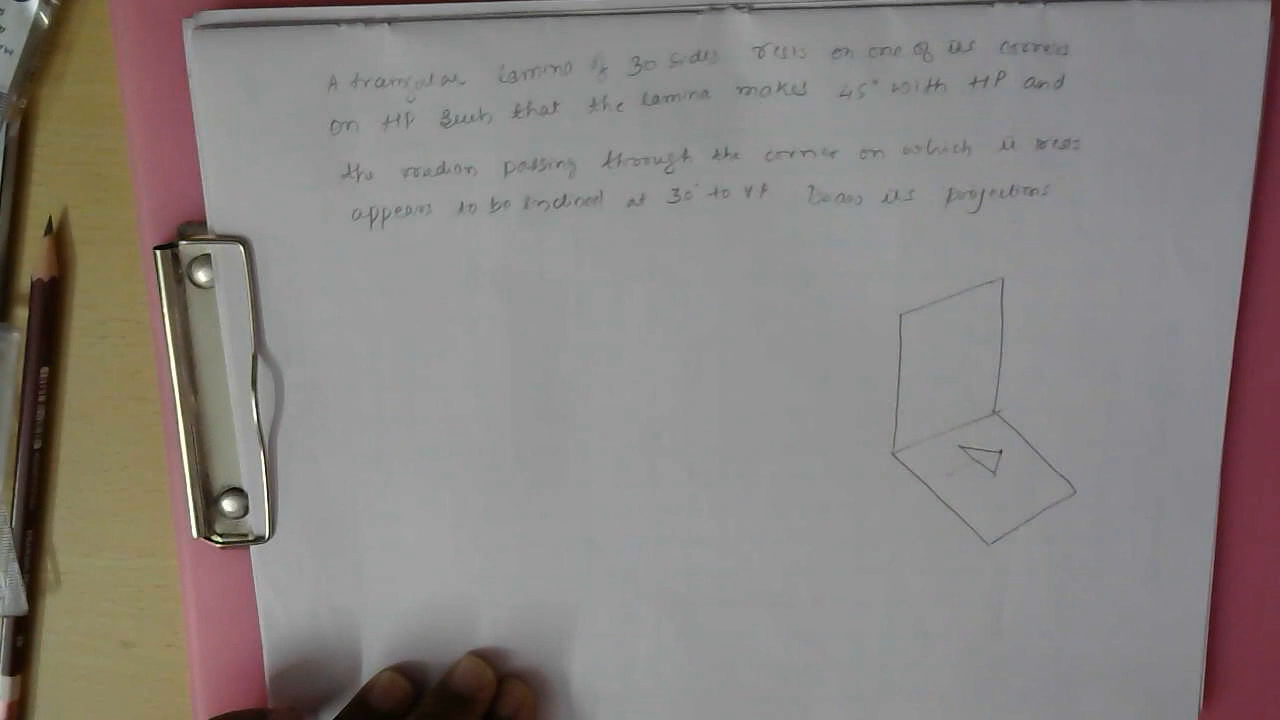 A triangular lamina of 30 sides rests on one of its corners
on HP such that the lamina makes 45° with HP and
the median passing through the corner on which it rests
appears to be inclined at 30° to VP its projections